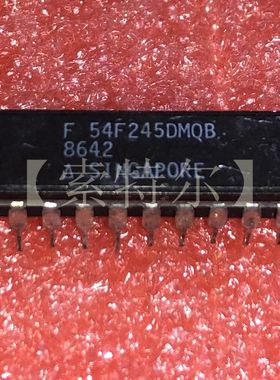 F 54F245DMQB
8642
A SINGAPORE
【索特尔】